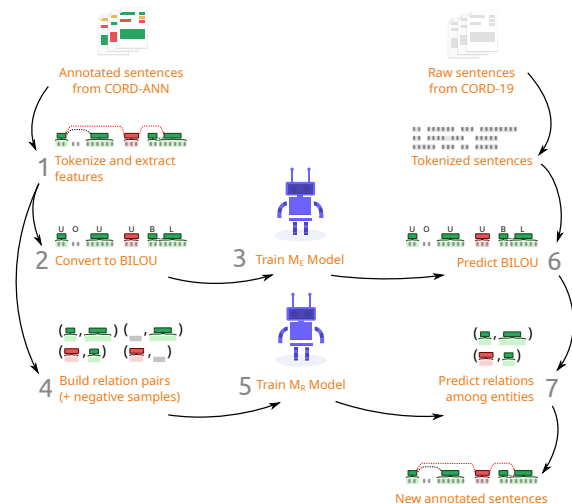 Annotated sentences
from CORD-ANN
Raw sentences
from CORD-19
1 Tokenize and extract
features
Tokenized sentences
U O U U B L
2 Convert to BILOU
3 Train M_E Model
U O U U B L
Predict BILOU 6
( , ) ( , )
( , ) ( , )
4 Build relation pairs
(+ negative samples)
5 Train M_R Model
( , )
( , )
Predict relations 7
among entities
New annotated sentences